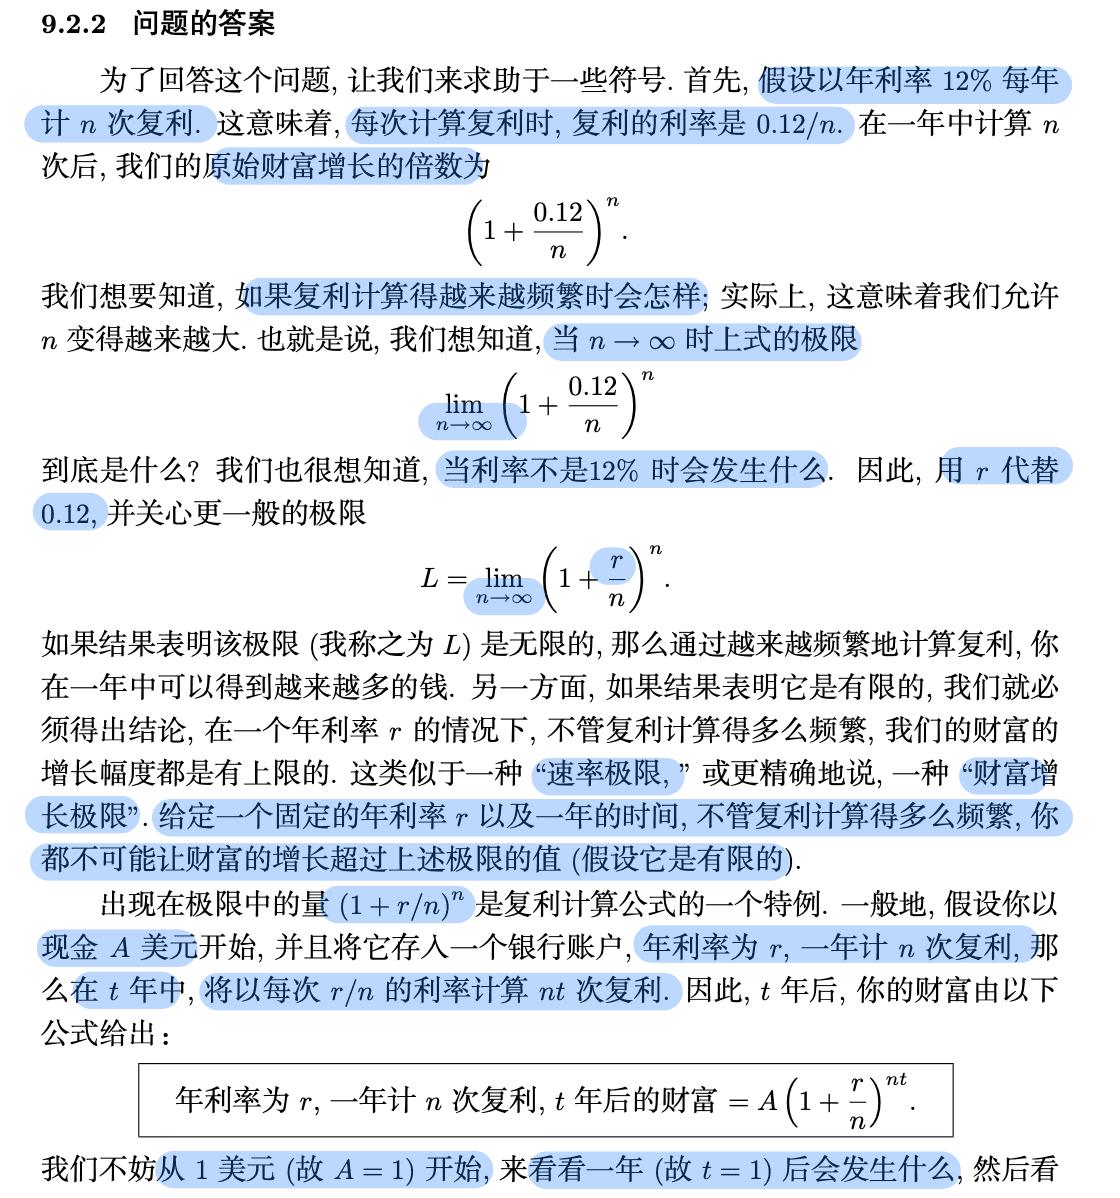 9.2.2 问题的答案
为了回答这个问题, 让我们来求助于一些符号. 首先, 假设以年利率 12% 每年
计 n 次复利. 这意味着, 每次计算复利时, 复利的利率是 0.12/n. 在一年中计算 n
次后, 我们的原始财富增长的倍数为
(1 + 0.12/n)^n.
我们想要知道, 如果复利计算得越来越频繁时会怎样; 实际上, 这意味着我们允许
n 变得越来越大. 也就是说, 我们想知道, 当 n → ∞ 时上式的极限
lim_{n→∞} (1 + 0.12/n)^n
到底是什么? 我们也很想知道, 当利率不是12% 时会发生什么. 因此, 用 r 代替
0.12, 并关心更一般的极限
L = lim_{n→∞} (1 + r/n)^n.
如果结果表明该极限 (我称之为 L) 是无限的, 那么通过越来越频繁地计算复利, 你
在一年中可以得到越来越多的钱. 另一方面, 如果结果表明它是有限的, 我们就必
须得出结论, 在一个年利率 r 的情况下, 不管复利计算得多么频繁, 我们的财富的
增长幅度都是有上限的. 这类似于一种 “速率极限, ” 或更精确地说, 一种 “财富增
长极限”. 给定一个固定的年利率 r 以及一年的时间, 不管复利计算得多么频繁, 你
都不可能让财富的增长超过上述极限的值 (假设它是有限的).
出现在极限中的量 (1 + r/n)^n 是复利计算公式的一个特例. 一般地, 假设你以
现金 A 美元开始, 并且将它存入一个银行账户, 年利率为 r, 一年计 n 次复利, 那
么在 t 年中, 将以每次 r/n 的利率计算 nt 次复利. 因此, t 年后, 你的财富由以下
公式给出:
年利率为 r, 一年计 n 次复利, t 年后的财富 = A(1 + r/n)^{nt}.
我们不妨从 1 美元 (故 A = 1) 开始, 来看看一年 (故 t = 1) 后会发生什么, 然后看